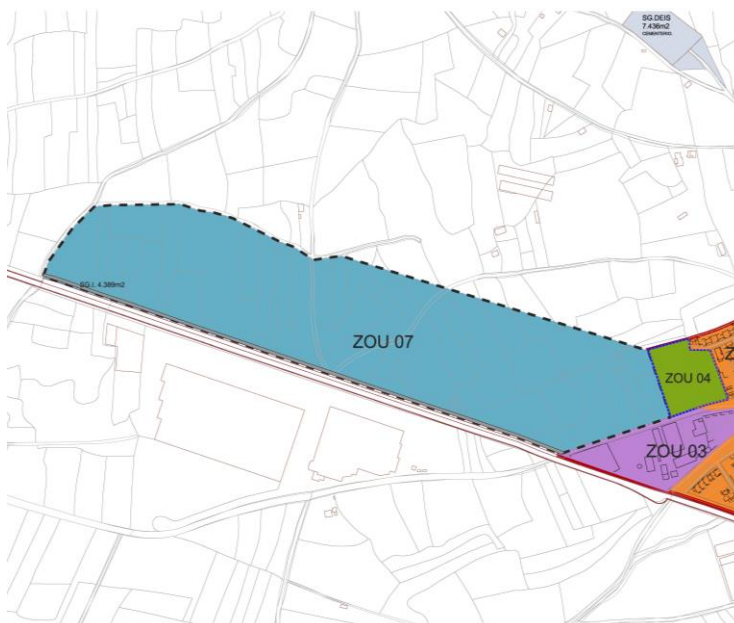 SG.DEIS
7.436m2
CEMENTERIO.
SG.I. 4.389m2
ZOU 07
ZOU 04
Z
ZOU 03